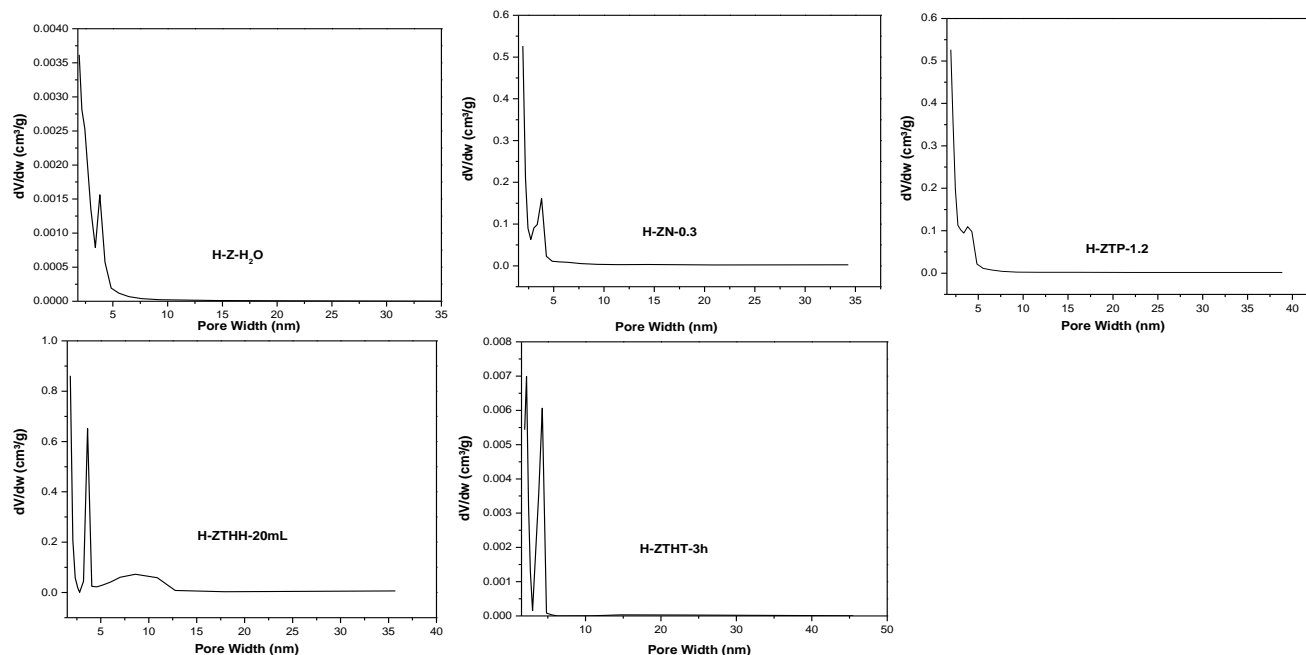 0.0040
0.0035
0.0030
0.0025
0.0020
0.0015
0.0010
0.0005
0.0000
dV/dw (cm³/g)
H-Z-H₂O
5 10 15 20 25 30 35
Pore Width (nm)
0.6
0.5
0.4
0.3
0.2
0.1
0.0
dV/dw (cm³/g)
H-ZN-0.3
5 10 15 20 25 30 35
Pore Width (nm)
0.6
0.5
0.4
0.3
0.2
0.1
0.0
dV/dw (cm³/g)
H-ZTP-1.2
5 10 15 20 25 30 35 40
Pore Width (nm)
1.0
0.8
0.6
0.4
0.2
0.0
dV/dw (cm³/g)
H-ZTHH-20mL
5 10 15 20 25 30 35 40
Pore Width (nm)
0.008
0.007
0.006
0.005
0.004
0.003
0.002
0.001
0.000
dV/dw (cm³/g)
H-ZTHT-3h
10 20 30 40 50
Pore Width (nm)